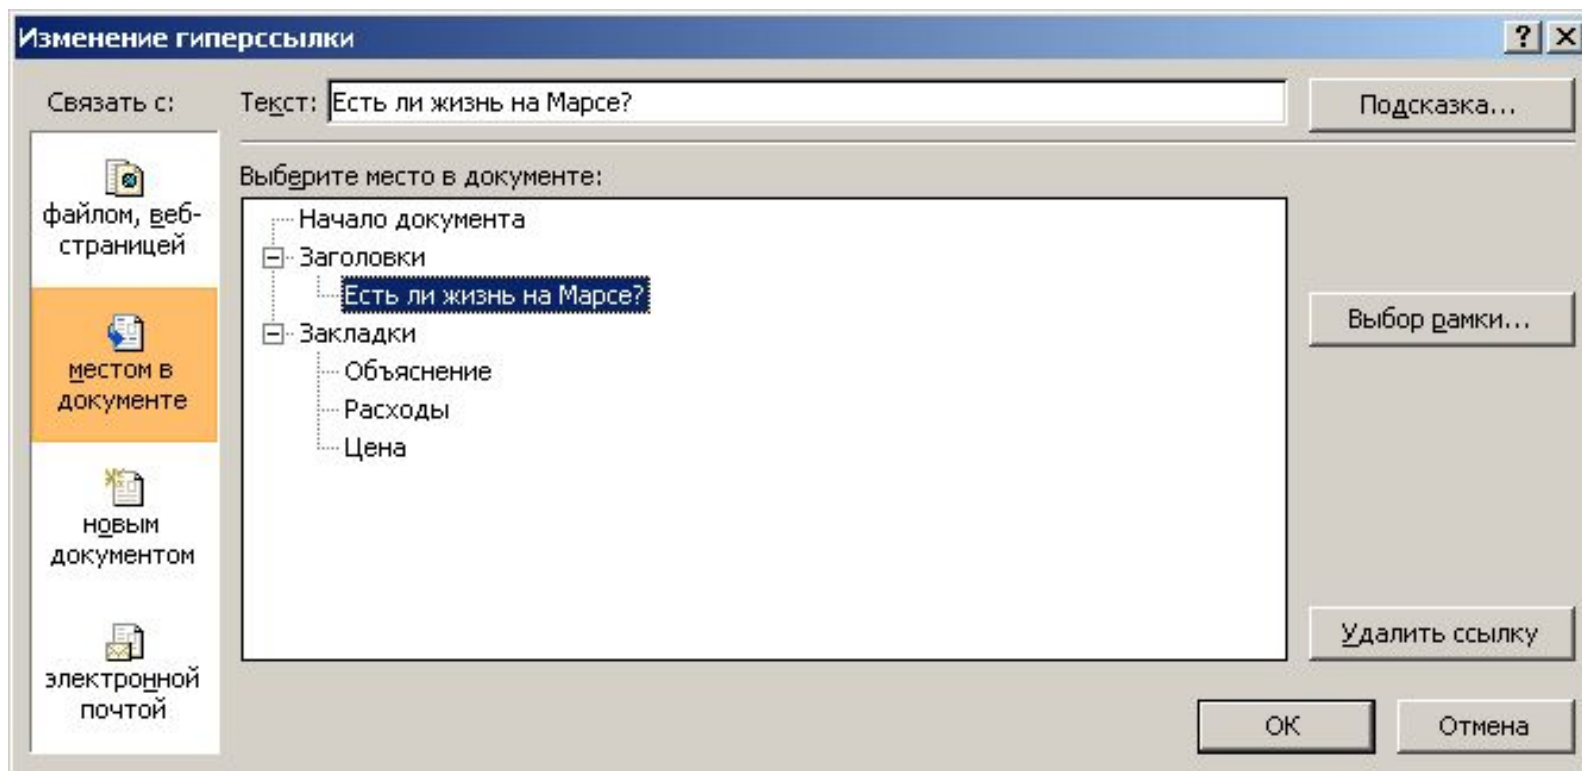 Изменение гиперссылки
Связать с:
Текст: Есть ли жизнь на Марсе?
Подсказка...
файлом, веб-
страницей
местом в
документе
новым
документом
электронной
почтой
Выберите место в документе:
Начало документа
Заголовки
Есть ли жизнь на Марсе?
Закладки
Объяснение
Расходы
Цена
Выбор рамки...
Удалить ссылку
ОК
Отмена